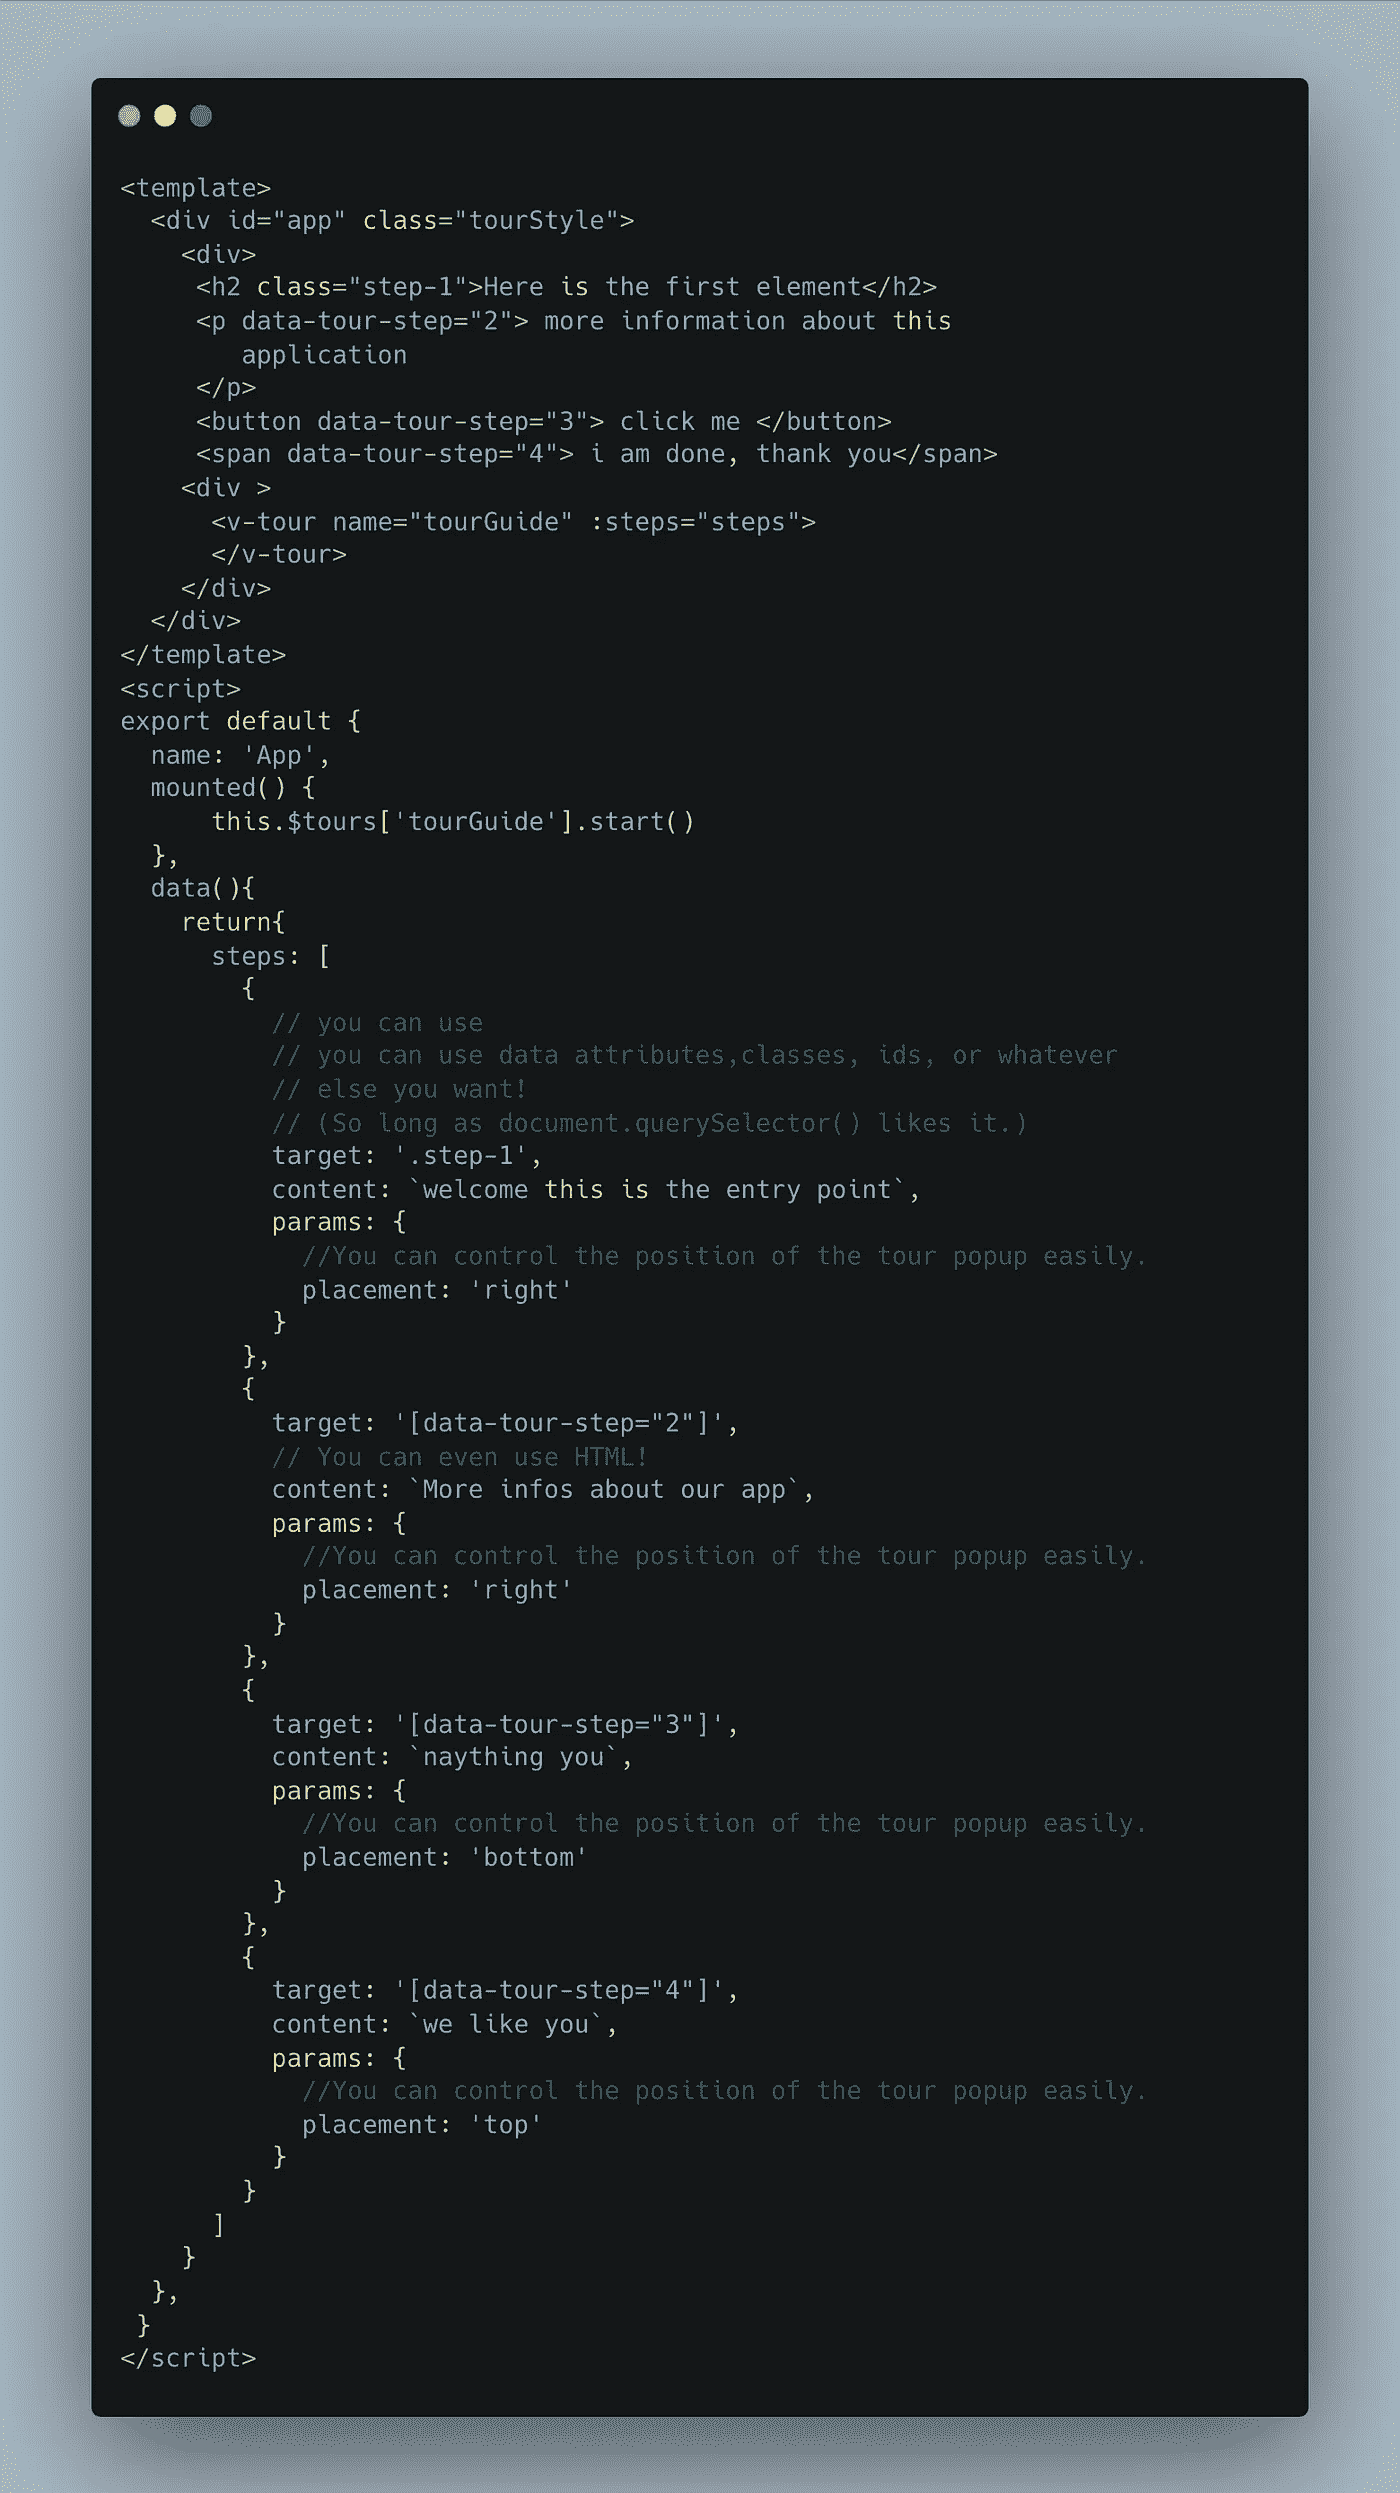 <template>
  <div id="app" class="tourStyle">
    <div>
     <h2 class="step-1">Here is the first element</h2>
     <p data-tour-step="2"> more information about this
        application
     </p>
     <button data-tour-step="3"> click me </button>
     <span data-tour-step="4"> i am done, thank you</span>
    <div >
      <v-tour name="tourGuide" :steps="steps">
      </v-tour>
    </div>
  </div>
</template>
<script>
export default {
  name: 'App',
  mounted() {
      this.$tours['tourGuide'].start()
  },
  data(){
    return{
      steps: [
        {
          // you can use
          // you can use data attributes,classes, ids, or whatever
          // else you want!
          // (So long as document.querySelector() likes it.)
          target: '.step-1',
          content: `welcome this is the entry point`,
          params: {
            //You can control the position of the tour popup easily.
            placement: 'right'
          }
        },
        {
          target: '[data-tour-step="2"]',
          // You can even use HTML!
          content: `More infos about our app`,
          params: {
            //You can control the position of the tour popup easily.
            placement: 'right'
          }
        },
        {
          target: '[data-tour-step="3"]',
          content: `naything you`,
          params: {
            //You can control the position of the tour popup easily.
            placement: 'bottom'
          }
        },
        {
          target: '[data-tour-step="4"]',
          content: `we like you`,
          params: {
            //You can control the position of the tour popup easily.
            placement: 'top'
          }
        }
      ]
    }
  },
 }
</script>